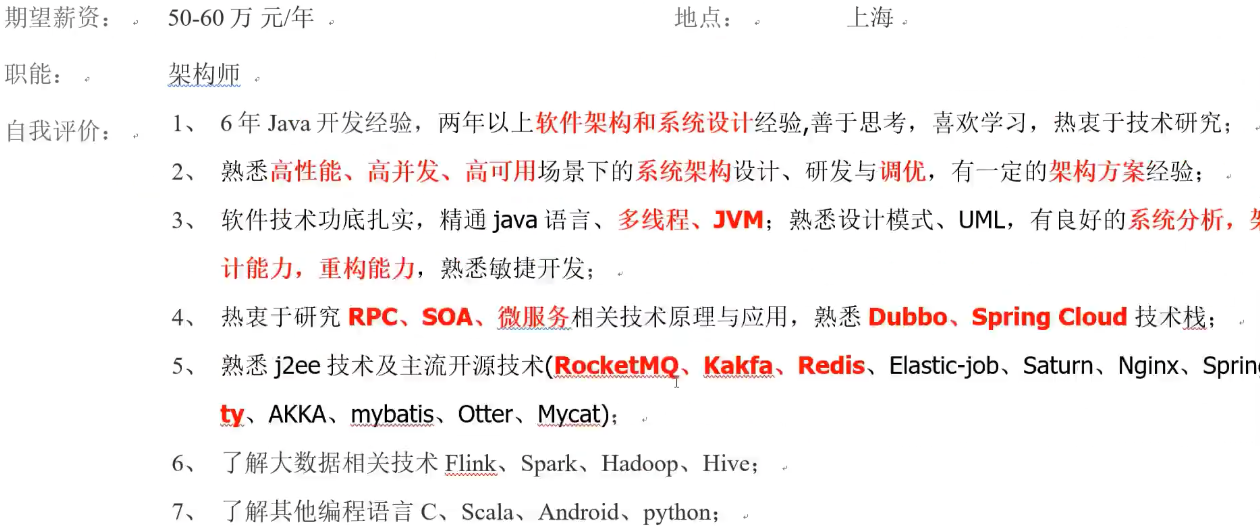 期望薪资： 50-60 万 元/年 地点： 上海
职能： 架构师
自我评价： 1、 6 年 Java 开发经验，两年以上软件架构和系统设计经验,善于思考，喜欢学习，热衷于技术研究；
2、 熟悉高性能、高并发、高可用场景下的系统架构设计、研发与调优，有一定的架构方案经验；
3、 软件技术功底扎实，精通 java 语言、多线程、JVM；熟悉设计模式、UML，有良好的系统分析，
计能力，重构能力，熟悉敏捷开发；
4、 热衷于研究 RPC、SOA、微服务相关技术原理与应用，熟悉 Dubbo、Spring Cloud 技术栈；
5、 熟悉 j2ee 技术及主流开源技术(RocketMQ、Kakfa、Redis、Elastic-job、Saturn、Nginx、Spring
ty、AKKA、mybatis、Otter、Mycat)；
6、 了解大数据相关技术 Flink、Spark、Hadoop、Hive；
7、 了解其他编程语言 C、Scala、Android、python；